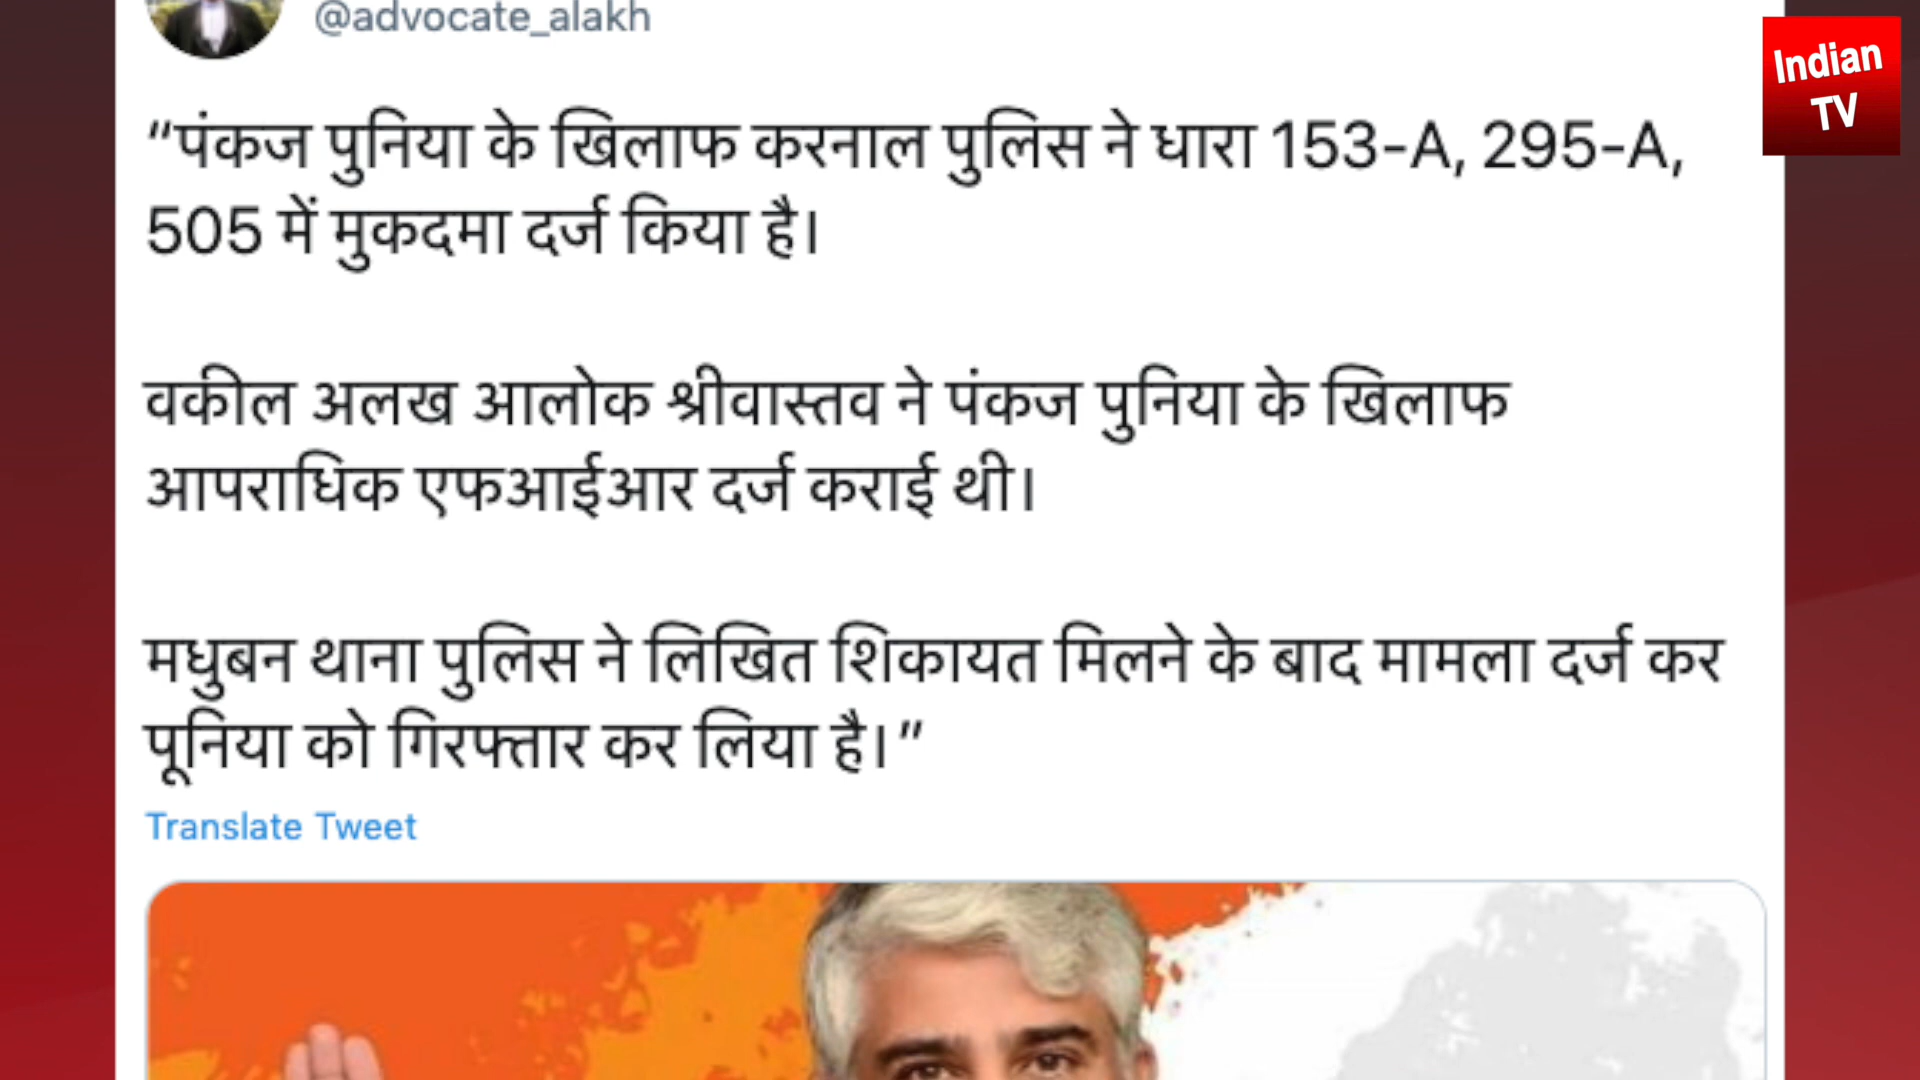 @advocate_alakh
Indian
TV
“पंकज पुनिया के खिलाफ करनाल पुलिस ने धारा 153-A, 295-A,
505 में मुकदमा दर्ज किया है।
वकील अलख आलोक श्रीवास्तव ने पंकज पुनिया के खिलाफ
आपराधिक एफआईआर दर्ज कराई थी।
मधुबन थाना पुलिस ने लिखित शिकायत मिलने के बाद मामला दर्ज कर
पूनिया को गिरफ्तार कर लिया है।”
Translate Tweet